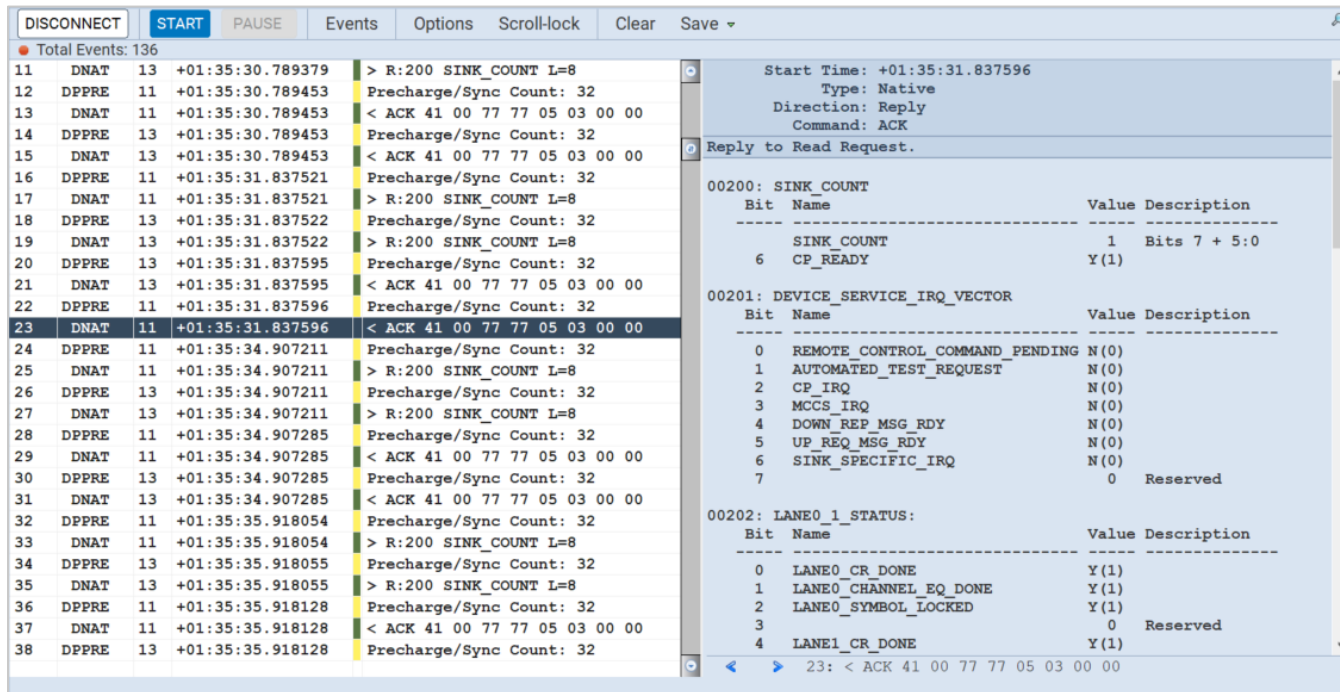 DISCONNECT START PAUSE Events Options Scroll-lock Clear Save
Total Events: 136
11 DNAT 13 +01:35:30.789379 > R:200 SINK_COUNT L=8
12 DPPRE 11 +01:35:30.789453 Precharge/Sync Count: 32
13 DNAT 11 +01:35:30.789453 < ACK 41 00 77 77 05 03 00 00
14 DPPRE 13 +01:35:30.789453 Precharge/Sync Count: 32
15 DNAT 13 +01:35:30.789453 < ACK 41 00 77 77 05 03 00 00
16 DPPRE 11 +01:35:31.837521 Precharge/Sync Count: 32
17 DNAT 11 +01:35:31.837521 > R:200 SINK_COUNT L=8
18 DPPRE 13 +01:35:31.837522 Precharge/Sync Count: 32
19 DNAT 13 +01:35:31.837522 > R:200 SINK_COUNT L=8
20 DPPRE 13 +01:35:31.837595 Precharge/Sync Count: 32
21 DNAT 13 +01:35:31.837595 < ACK 41 00 77 77 05 03 00 00
22 DPPRE 11 +01:35:31.837596 Precharge/Sync Count: 32
23 DNAT 11 +01:35:31.837596 < ACK 41 00 77 77 05 03 00 00
24 DPPRE 11 +01:35:34.907211 Precharge/Sync Count: 32
25 DNAT 11 +01:35:34.907211 > R:200 SINK_COUNT L=8
26 DPPRE 13 +01:35:34.907211 Precharge/Sync Count: 32
27 DNAT 13 +01:35:34.907211 > R:200 SINK_COUNT L=8
28 DPPRE 11 +01:35:34.907285 Precharge/Sync Count: 32
29 DNAT 11 +01:35:34.907285 < ACK 41 00 77 77 05 03 00 00
30 DPPRE 13 +01:35:34.907285 Precharge/Sync Count: 32
31 DNAT 13 +01:35:34.907285 < ACK 41 00 77 77 05 03 00 00
32 DPPRE 11 +01:35:35.918054 Precharge/Sync Count: 32
33 DNAT 11 +01:35:35.918054 > R:200 SINK_COUNT L=8
34 DPPRE 13 +01:35:35.918055 Precharge/Sync Count: 32
35 DNAT 13 +01:35:35.918055 > R:200 SINK_COUNT L=8
36 DPPRE 11 +01:35:35.918128 Precharge/Sync Count: 32
37 DNAT 11 +01:35:35.918128 < ACK 41 00 77 77 05 03 00 00
38 DPPRE 13 +01:35:35.918128 Precharge/Sync Count: 32
Start Time: +01:35:31.837596
Type: Native
Direction: Reply
Command: ACK
Reply to Read Request.
00200: SINK_COUNT
Bit Name Value Description
----- ------------------------------- ----- --------------
SINK_COUNT 1 Bits 7 + 5:0
6 CP_READY Y(1)
00201: DEVICE_SERVICE_IRQ_VECTOR
Bit Name Value Description
----- ------------------------------- ----- --------------
0 REMOTE_CONTROL_COMMAND_PENDING N(0)
1 AUTOMATED_TEST_REQUEST N(0)
2 CP_IRQ N(0)
3 MCCS_IRQ N(0)
4 DOWN_REP_MSG_RDY N(0)
5 UP_REQ_MSG_RDY N(0)
6 SINK_SPECIFIC_IRQ N(0)
7 0 Reserved
00202: LANE0_1_STATUS:
Bit Name Value Description
----- ------------------------------- ----- --------------
0 LANE0_CR_DONE Y(1)
1 LANE0_CHANNEL_EQ_DONE Y(1)
2 LANE0_SYMBOL_LOCKED Y(1)
3 0 Reserved
4 LANE1_CR_DONE Y(1)
23: < ACK 41 00 77 77 05 03 00 00